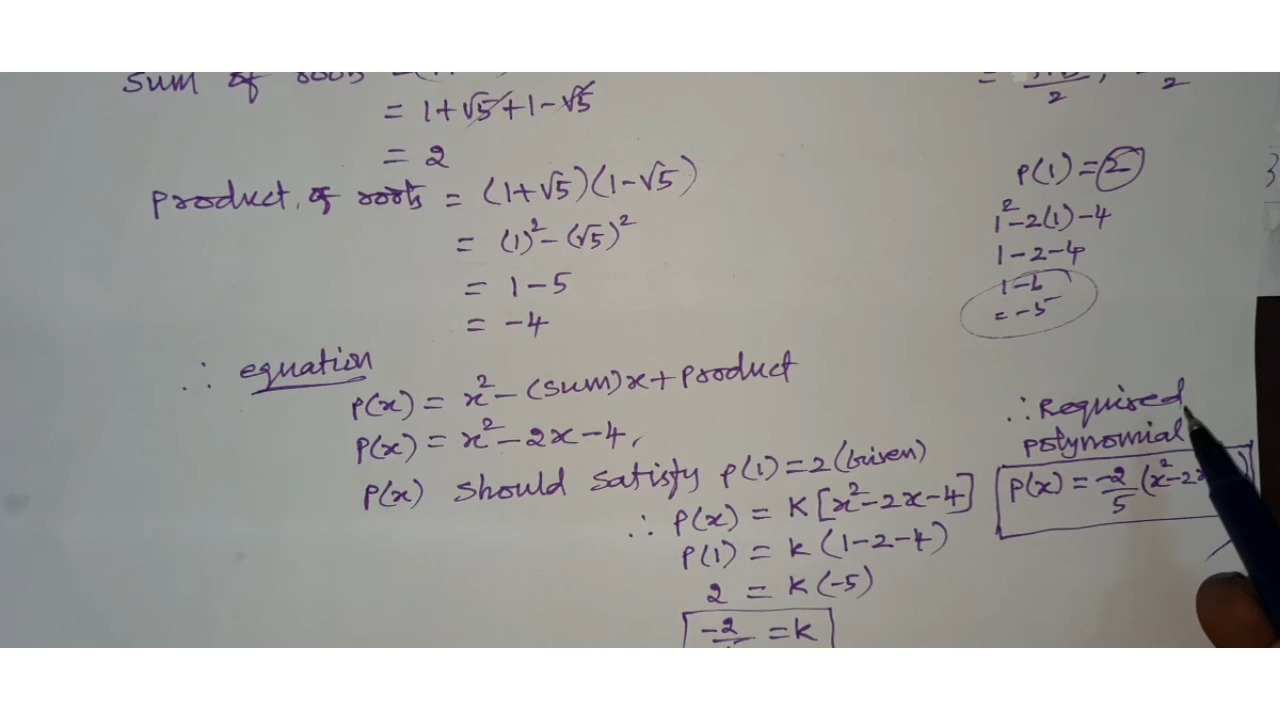 Sum of roots =
= 1+√5+1-√5
= 2
product of roots = (1+√5)(1-√5)
= (1)² - (√5)²
= 1-5
= -4
∴ equation
P(x) = x² - (sum)x + product
P(x) = x² - 2x - 4,
P(x) should satisfy P(1) = 2 (Given)
∴ P(x) = K[x² - 2x - 4]
P(1) = K(1-2-4)
2 = K(-5)
-2 = K
2 , 2
P(1) = 2
1² - 2(1) - 4
1-2-4
1-6
= -5
∴ Required
polynomial
P(x) = -2/5 (x² - 2x